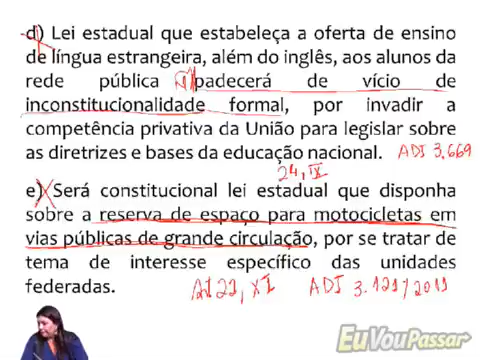 d) Lei estadual que estabeleça a oferta de ensino
de língua estrangeira, além do inglês, aos alunos da
rede pública padecerá de vício de
inconstitucionalidade formal, por invadir a
competência privativa da União para legislar sobre
as diretrizes e bases da educação nacional. ADI 3.669
24, IX
e) Será constitucional lei estadual que disponha
sobre a reserva de espaço para motocicletas em
vias públicas de grande circulação, por se tratar de
tema de interesse específico das unidades
federadas. 22, XI ADI 3.121/2011
EuVouPassar